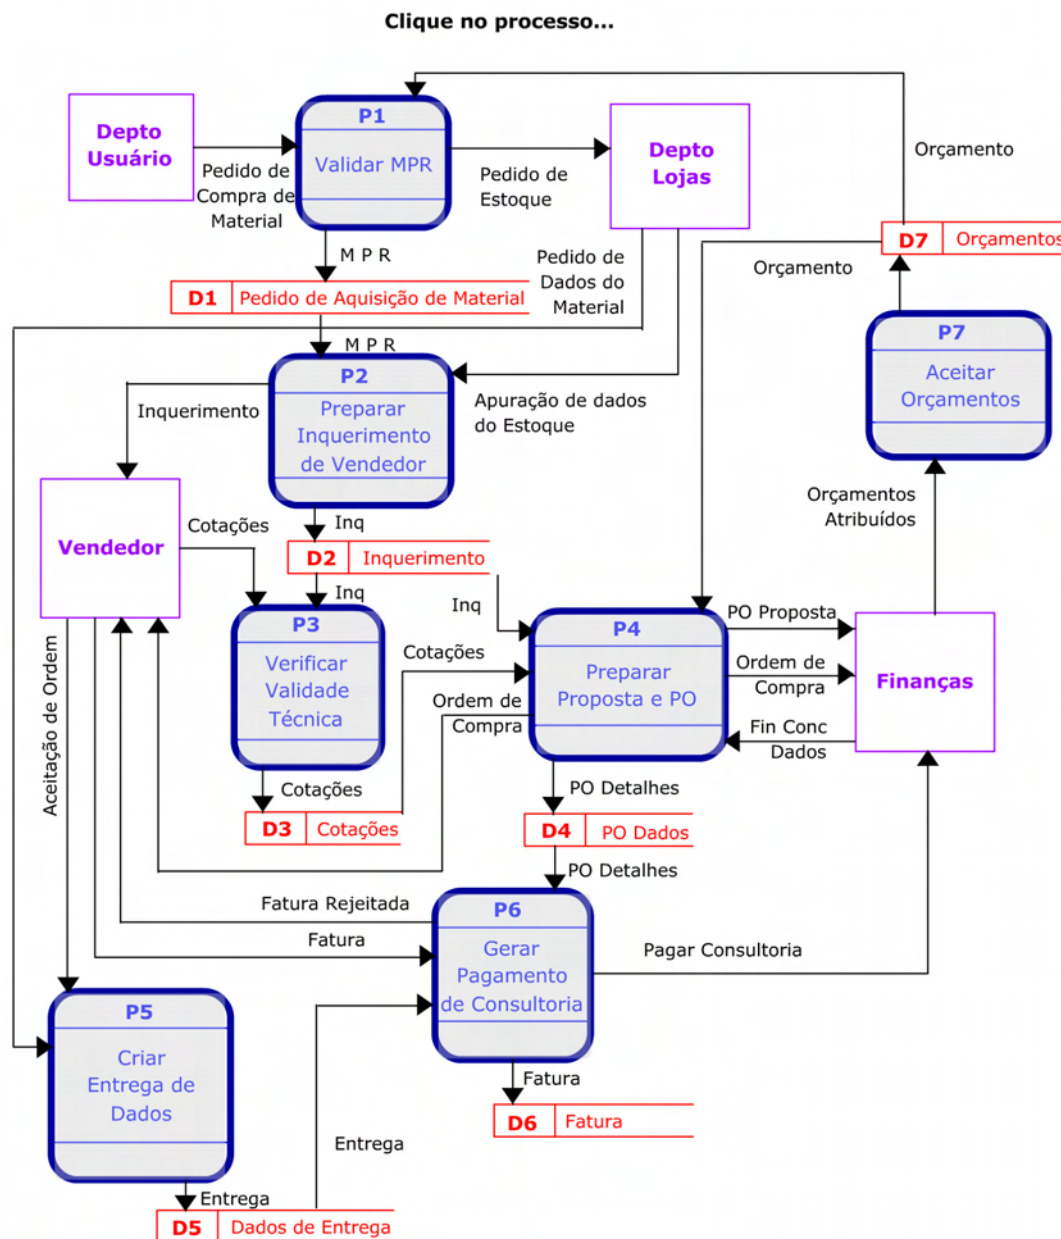 Clique no processo...
P1
Depto
Usuário
Validar MPR
Depto
Lojas
Orçamento
Pedido de
Compra de
Material
Pedido de
Estoque
D7 Orçamentos
M P R
Pedido de
Dados do
Material
Orçamento
D1 Pedido de Aquisição de Material
P7
Aceitar
Orçamentos
M P R
P2
Preparar
Inquerimento
de Vendedor
Inquerimento
Apuração de dados
do Estoque
Orçamentos
Atribuídos
Cotações
Inq
Vendedor
D2 Inquerimento
Inq
Inq
P3
Verificar
Validade
Técnica
P4
Preparar
Proposta e PO
PO Proposta
Cotações
Ordem de
Compra
Finanças
Ordem de
Compra
Fin Conc
Dados
Aceitação de Ordem
Cotações
PO Detalhes
D3 Cotações
D4 PO Dados
PO Detalhes
Fatura Rejeitada
P6
Gerar
Pagamento
de Consultoria
Fatura
Pagar Consultoria
P5
Criar
Entrega de
Dados
Fatura
D6 Fatura
Entrega
Entrega
D5 Dados de Entrega